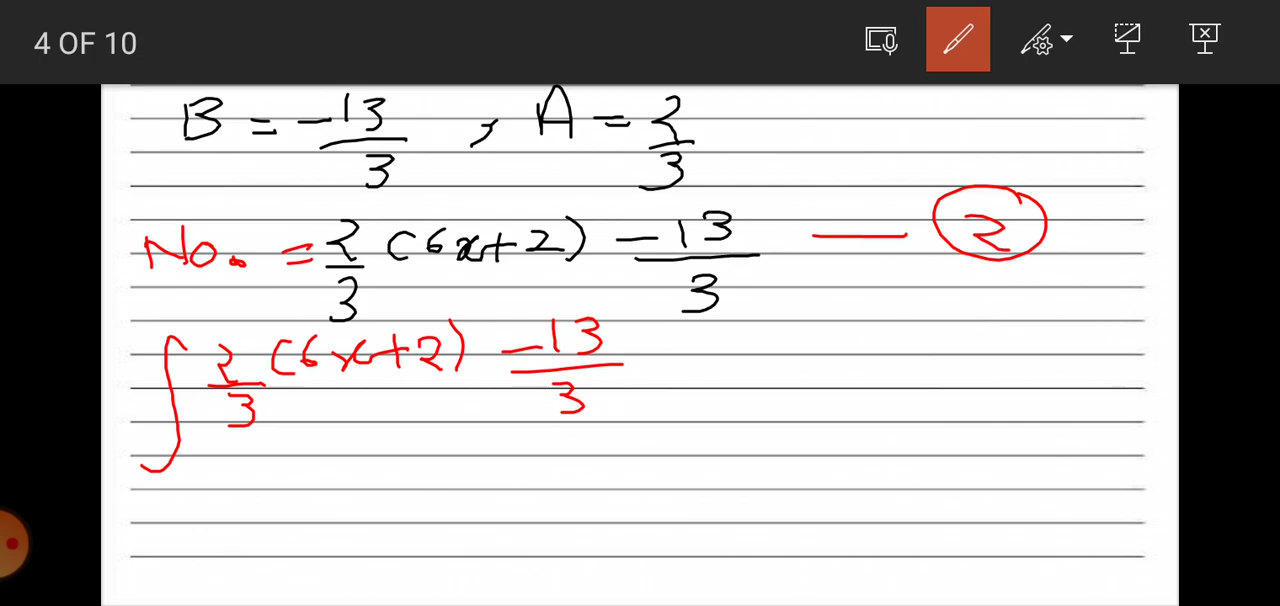 4 OF 10
B = -13/3 , A = 2/3
No. = 2/3 (6x+2) -13/3 — 2
∫ 2/3 (6x+2) -13/3